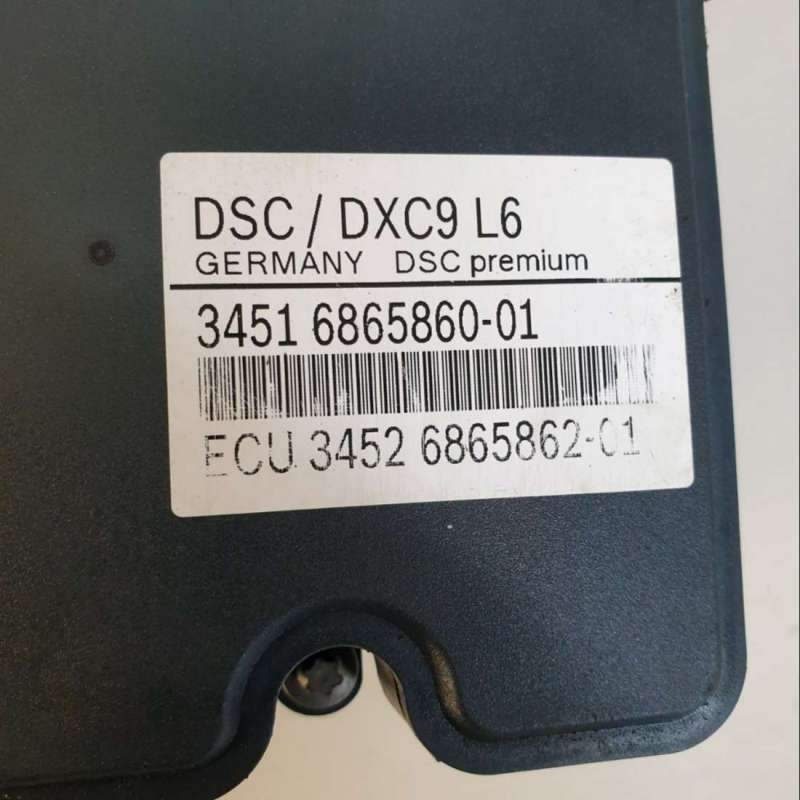 DSC / DXC9 L6
GERMANY DSC premium
3451 6865860-01
ECU 3452 6865862-01